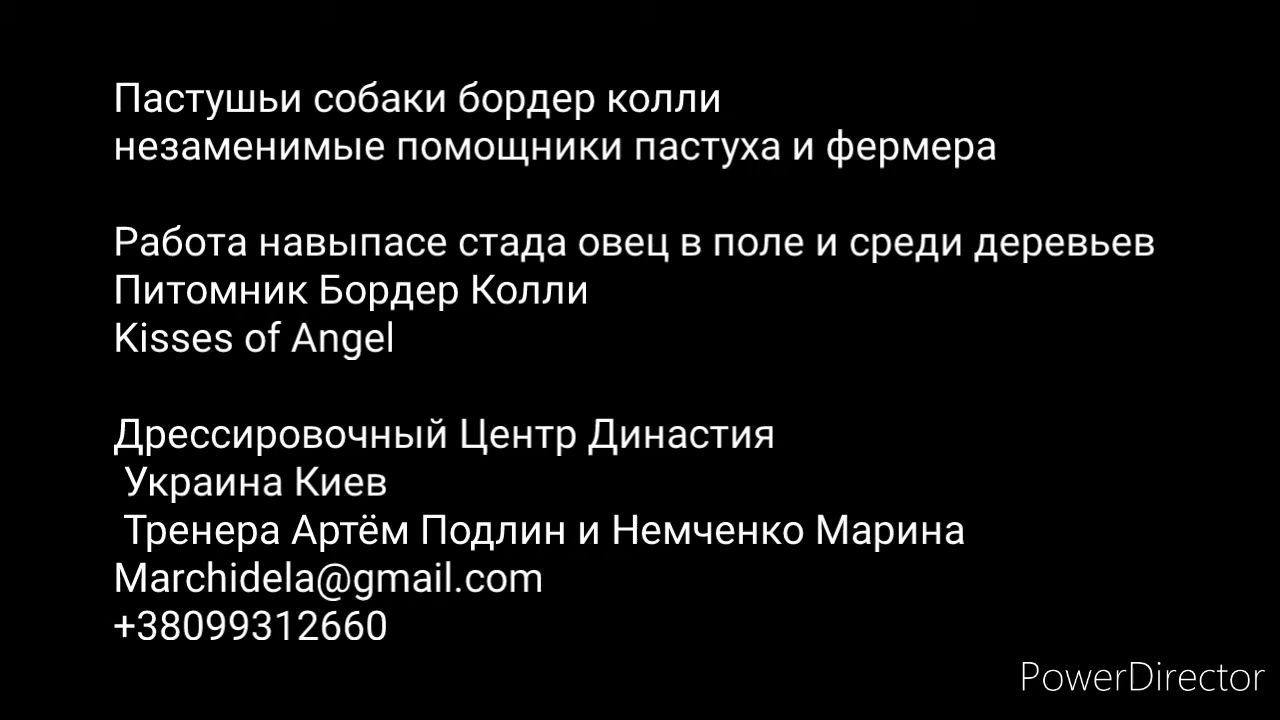 Пастушьи собаки бордер колли
незаменимые помощники пастуха и фермера
Работа навыпасе стада овец в поле и среди деревьев
Питомник Бордер Колли
Kisses of Angel
Дрессировочный Центр Династия
Украина Киев
Тренера Артём Подлин и Немченко Марина
Marchidela@gmail.com
+38099312660
PowerDirector